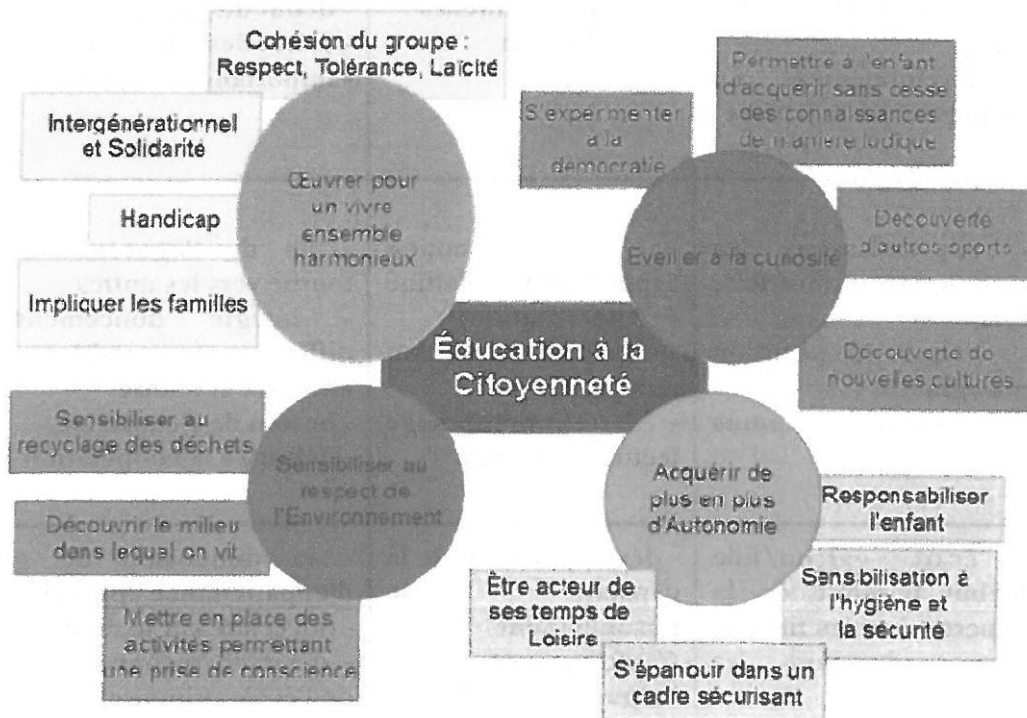 Cohésion du groupe :
Respect, Tolérance, Laïcité
Intergénérationnel
et Solidarité
Handicap
Impliquer les familles
Œuvrer pour
un vivre
ensemble
harmonieux
S'expérimenter
à la
démocratie
Permettre à l'enfant
d'acquérir sans cesse
des connaissances
de manière ludique
Découverte
d'autres sports
Découverte de
nouvelles cultures
Eveiller à la curiosité
Éducation à la
Citoyenneté
Sensibiliser au
recyclage des déchets
Découvrir le milieu
dans lequel on vit
Mettre en place des
activités permettant
une prise de conscience
Sensibiliser au
respect de
l'Environnement
Acquérir de
plus en plus
d'Autonomie
Responsabiliser
l'enfant
Sensibilisation à
l'hygiène et
la sécurité
Être acteur de
ses temps de
Loisirs
S'épanouir dans un
cadre sécurisant